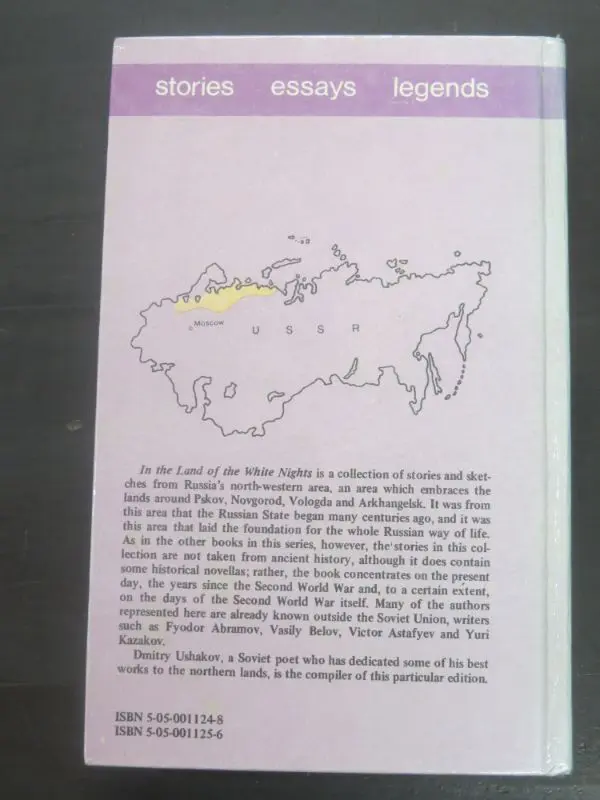 stories essays legends
Moscow
U S S R
In the Land of the White Nights is a collection of stories and sket-
ches from Russia's north-western area, an area which embraces the
lands around Pskov, Novgorod, Vologda and Arkhangelsk. It was from
this area that the Russian State began many centuries ago, and it was
this area that laid the foundation for the whole Russian way of life.
As in the other books in this series, however, the stories in this col-
lection are not taken from ancient history, although it does contain
some historical novellas; rather, the book concentrates on the present
day, the years since the Second World War and, to a certain extent,
on the days of the Second World War itself. Many of the authors
represented here are already known outside the Soviet Union, writers
such as Fyodor Abramov, Vasily Belov, Victor Astafyev and Yuri
Kazakov.
Dmitry Ushakov, a Soviet poet who has dedicated some of his best
works to the northern lands, is the compiler of this particular edition.
ISBN 5-05-001124-8
ISBN 5-05-001125-6